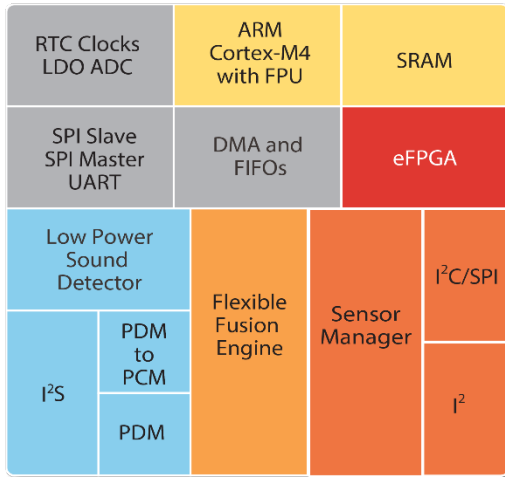 RTC Clocks
LDO ADC
ARM
Cortex-M4
with FPU
SRAM
SPI Slave
SPI Master
UART
DMA and
FIFOs
eFPGA
Low Power
Sound
Detector
Flexible
Fusion
Engine
Sensor
Manager
I²C/SPI
I²S
PDM
to
PCM
PDM
I²